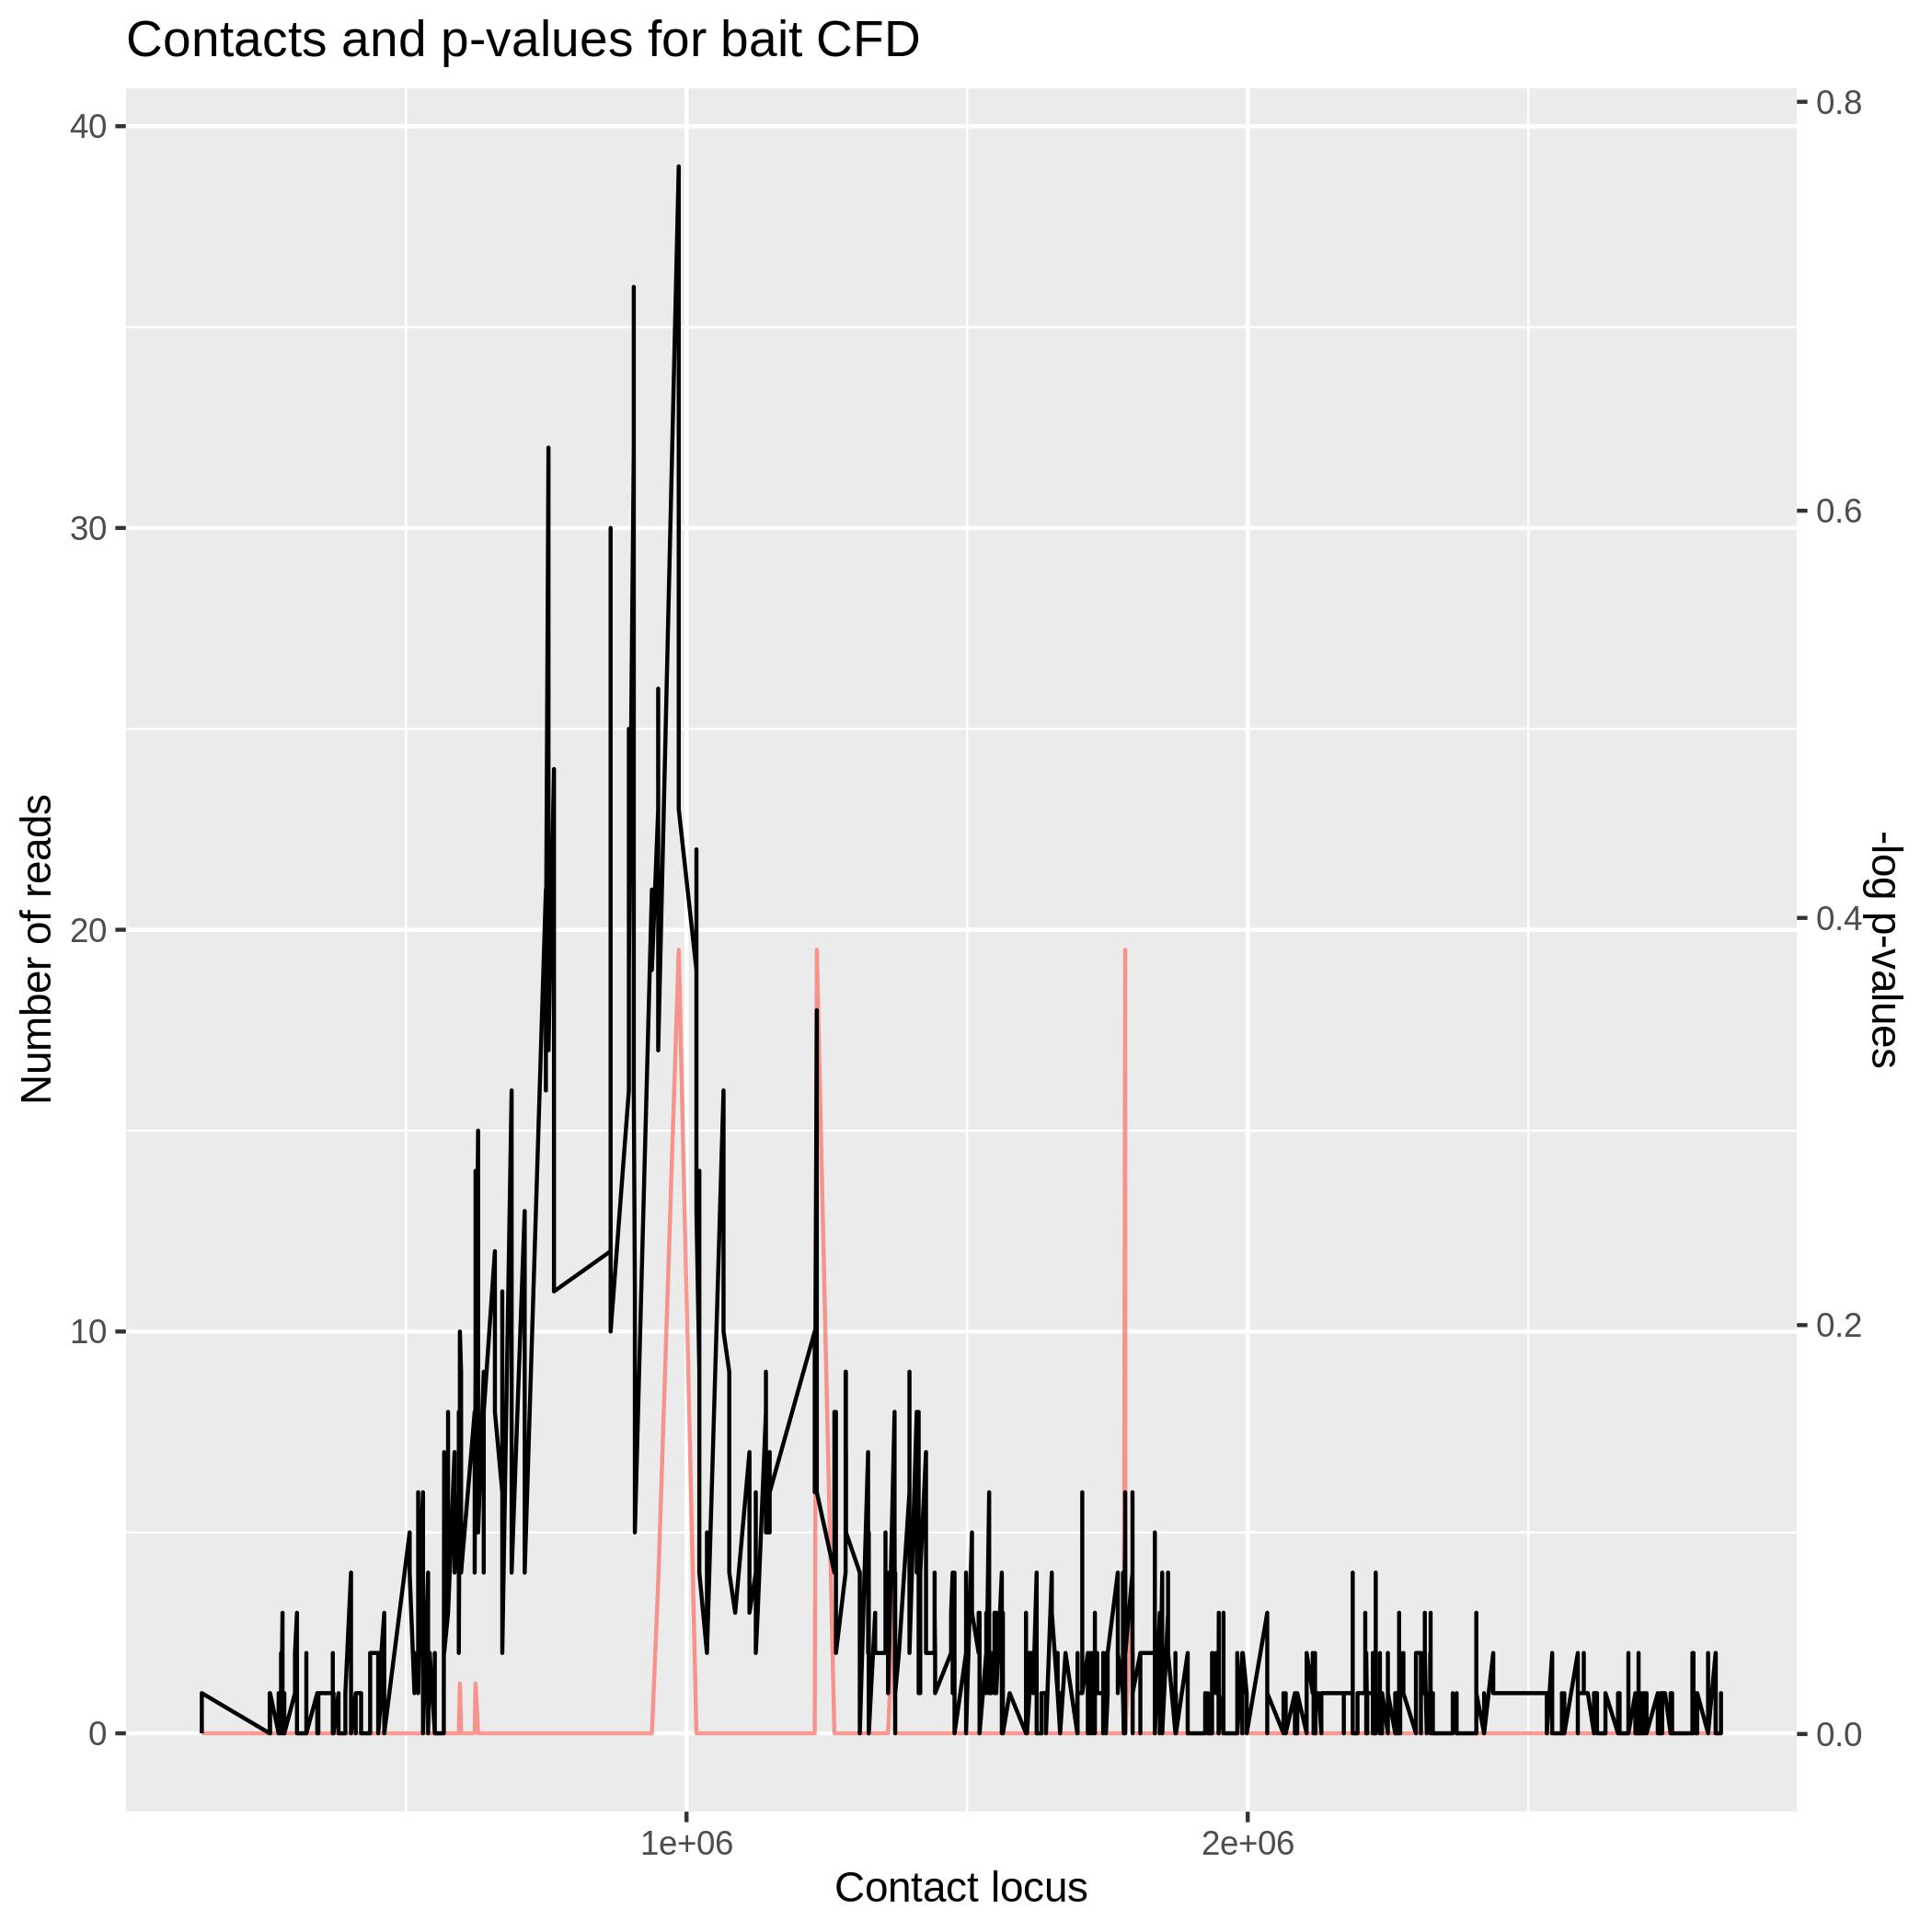 Contacts and p-values for bait CFD
40
30
20
10
0
0.8
0.6
0.4
0.2
0.0
Number of reads
-log p-values
1e+06
2e+06
Contact locus